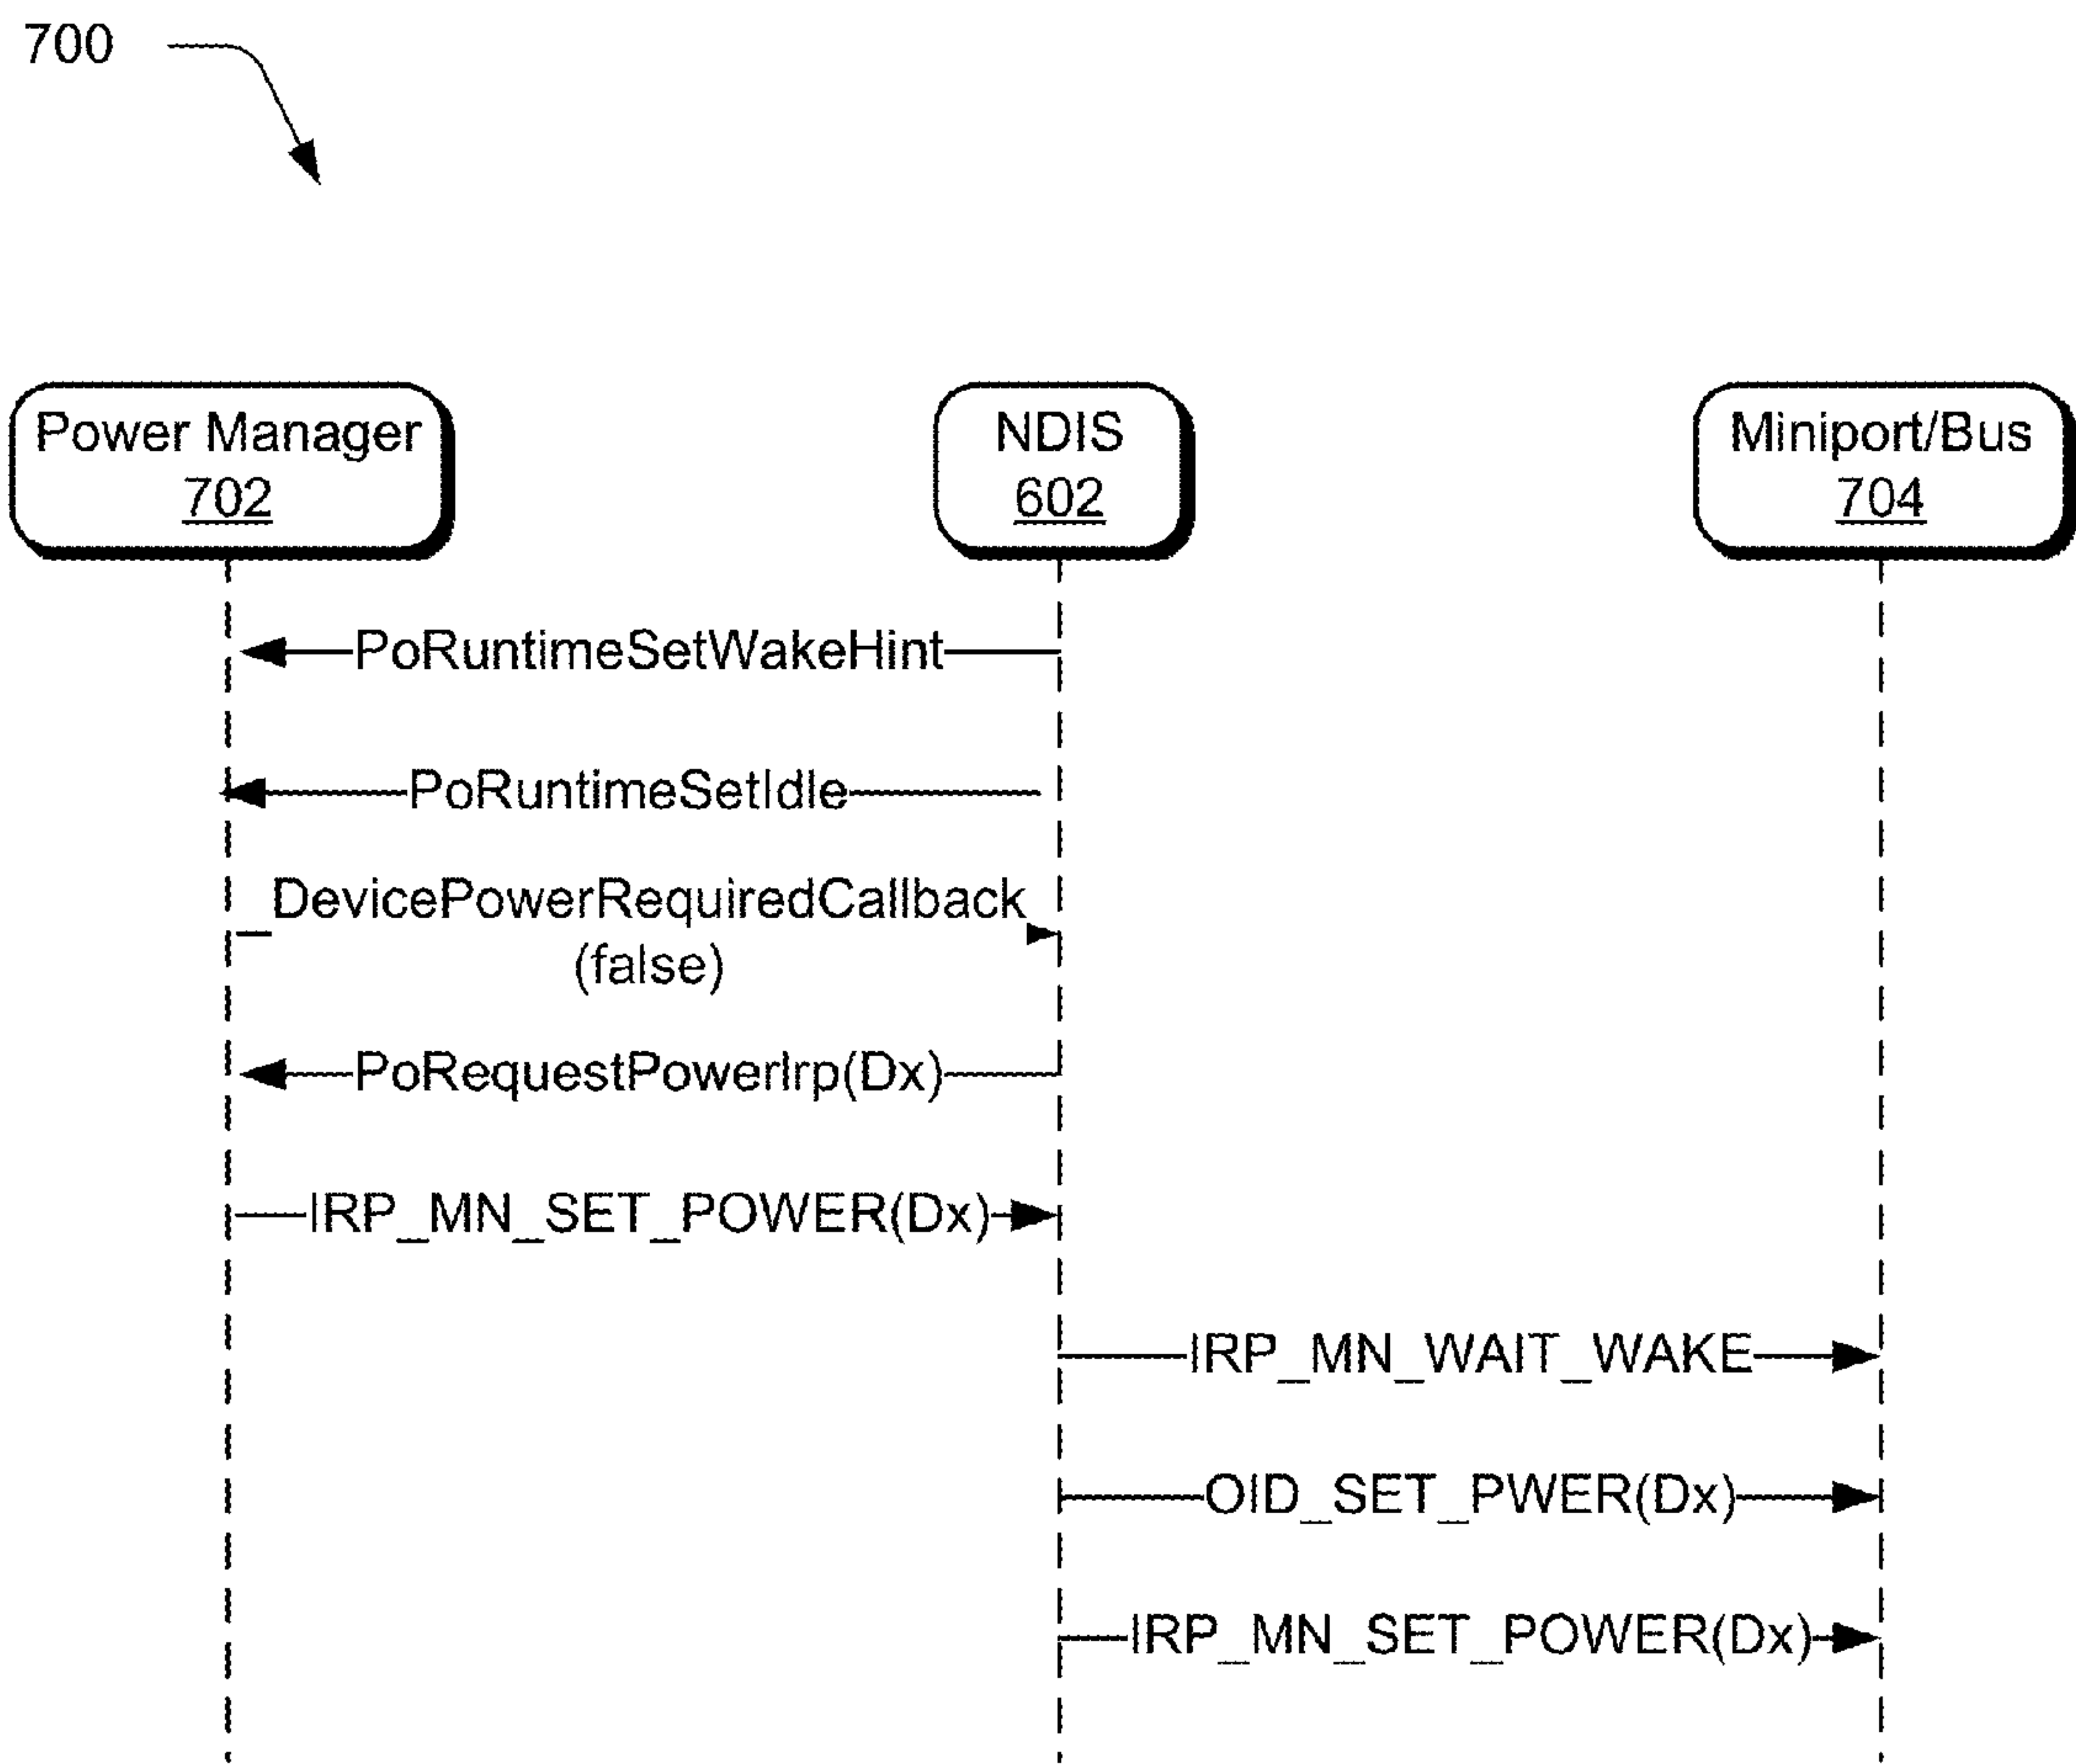 700
Power Manager
702
NDIS
602
Miniport/Bus
704
PoRuntimeSetWakeHint
PoRuntimeSetIdle
DevicePowerRequiredCallback
(false)
PoRequestPowerIrp(Dx)
IRP_MN_SET_POWER(Dx)
IRP_MN_WAIT_WAKE
OID_SET_PWER(Dx)
IRP_MN_SET_POWER(Dx)